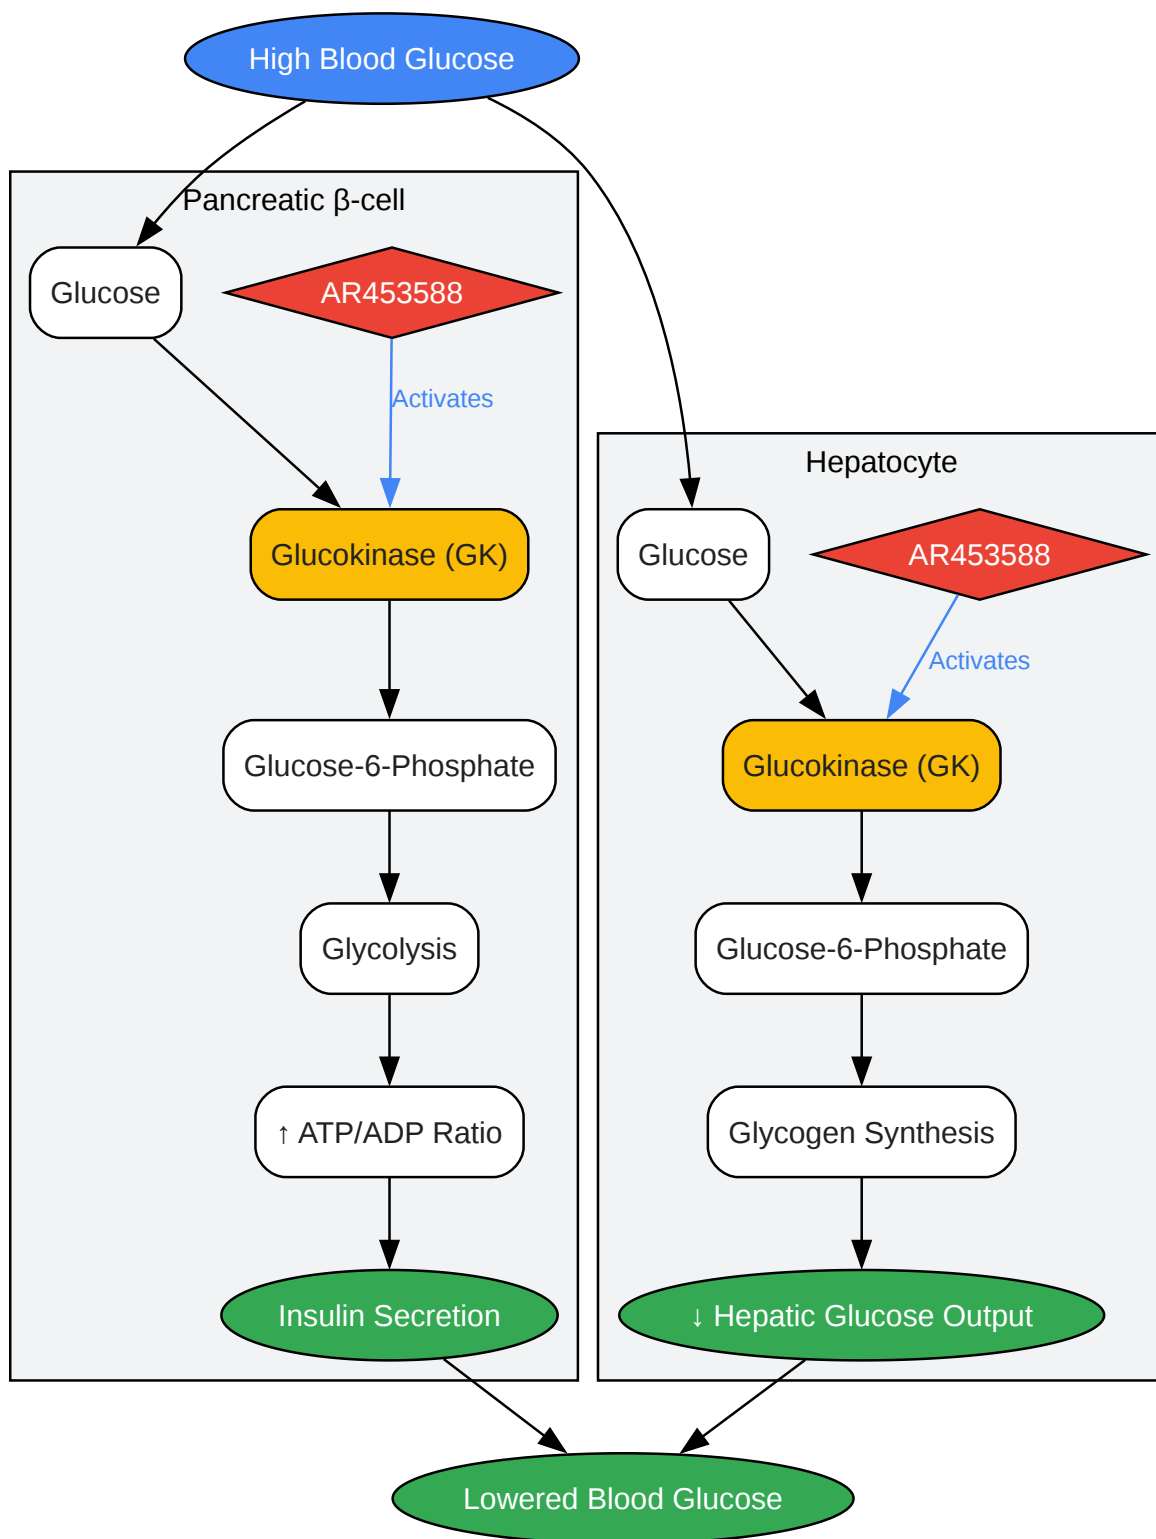 High Blood Glucose
Pancreatic β-cell
Glucose
AR453588
Activates
Glucokinase (GK)
Glucose-6-Phosphate
Glycolysis
↑ ATP/ADP Ratio
Insulin Secretion
Hepatocyte
Glucose
AR453588
Activates
Glucokinase (GK)
Glucose-6-Phosphate
Glycogen Synthesis
↓ Hepatic Glucose Output
Lowered Blood Glucose